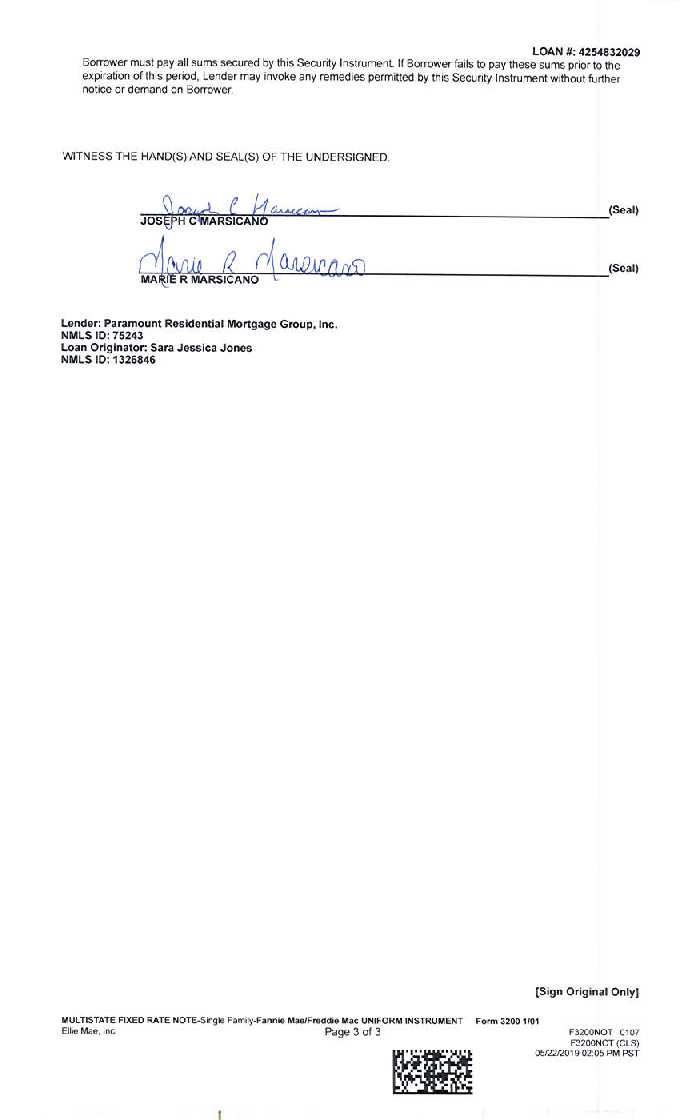 LOAN #: 4254832029
Borrower must pay all sums secured by this Security Instrument. If Borrower fails to pay these sums prior to the
expiration of this period, Lender may invoke any remedies permitted by this Security Instrument without further
notice or demand on Borrower.
WITNESS THE HAND(S) AND SEAL(S) OF THE UNDERSIGNED.
Joseph C Marsicano (Seal)
JOSEPH C MARSICANO
Marie R Marsicano (Seal)
MARIE R MARSICANO
Lender: Paramount Residential Mortgage Group, Inc.
NMLS ID: 75243
Loan Originator: Sara Jessica Jones
NMLS ID: 1326846
[Sign Original Only]
MULTISTATE FIXED RATE NOTE-Single Family-Fannie Mae/Freddie Mac UNIFORM INSTRUMENT Form 3200 1/01
Ellie Mae, Inc. Page 3 of 3 F3200NOT 0107
F3200NOT (CLS)
05/22/2019 02:05 PM PST